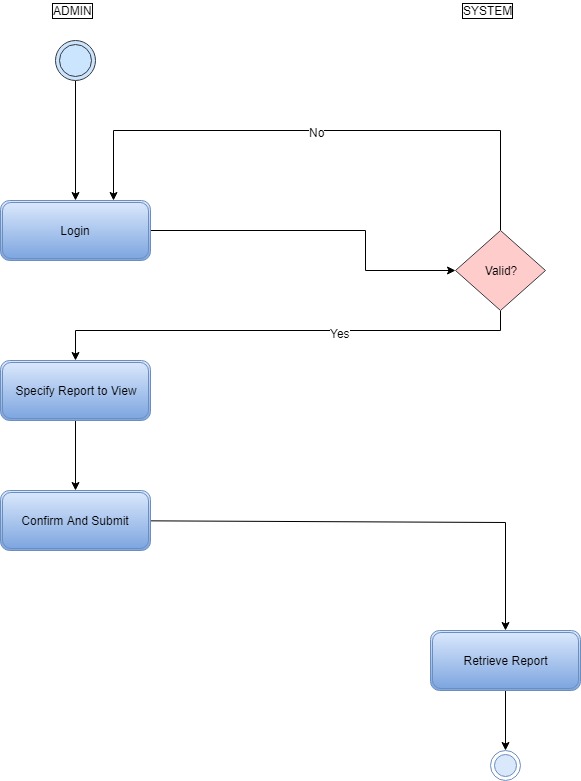 ADMIN
SYSTEM
No
Login
Valid?
Yes
Specify Report to View
Confirm And Submit
Retrieve Report